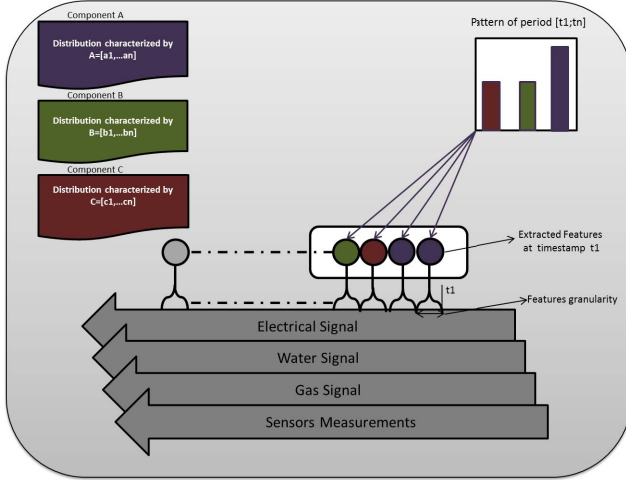 Component A
Distribution characterized by
A=[a1,...an]
Component B
Distribution characterized by
B=[b1,...bn]
Component C
Distribution characterized by
C=[c1,...cn]
Pattern of period [t1;tn]
Extracted Features
at timestamp t1
t1
Features granularity
Electrical Signal
Water Signal
Gas Signal
Sensors Measurements